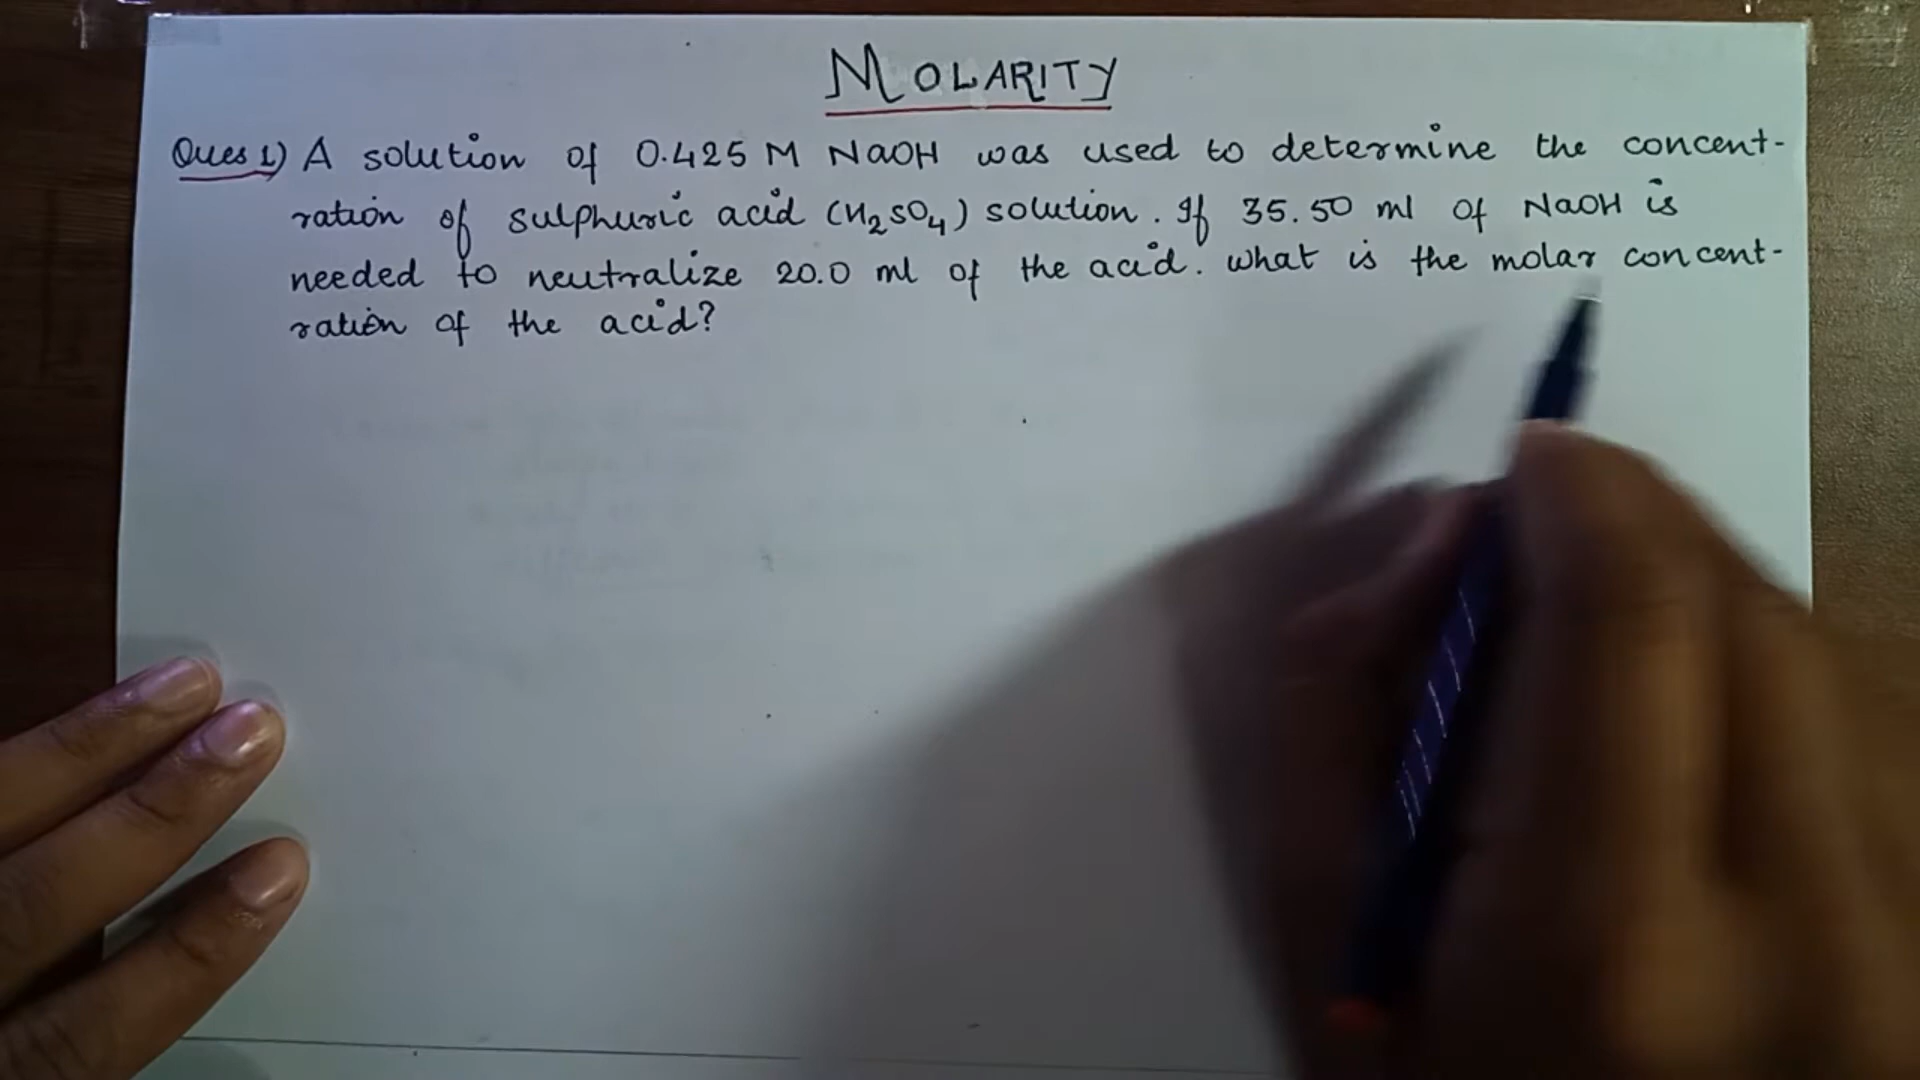 MOLARITY
Ques 1) A solution of 0.425 M NaOH was used to determine the concent-
ration of sulphuric acid (H₂SO₄) solution. If 35.50 ml of NaOH is
needed to neutralize 20.0 ml of the acid. What is the molar concent-
ration of the acid?